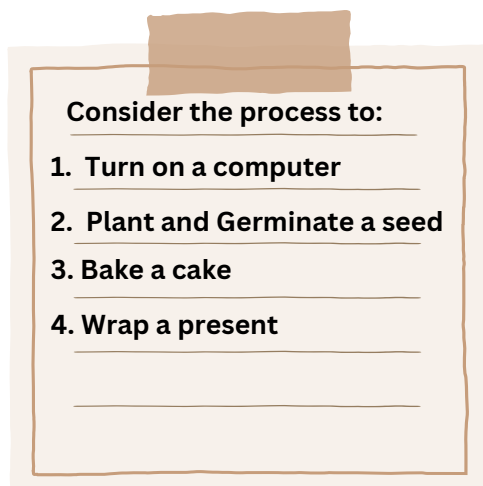 Consider the process to:
1. Turn on a computer
2. Plant and Germinate a seed
3. Bake a cake
4. Wrap a present